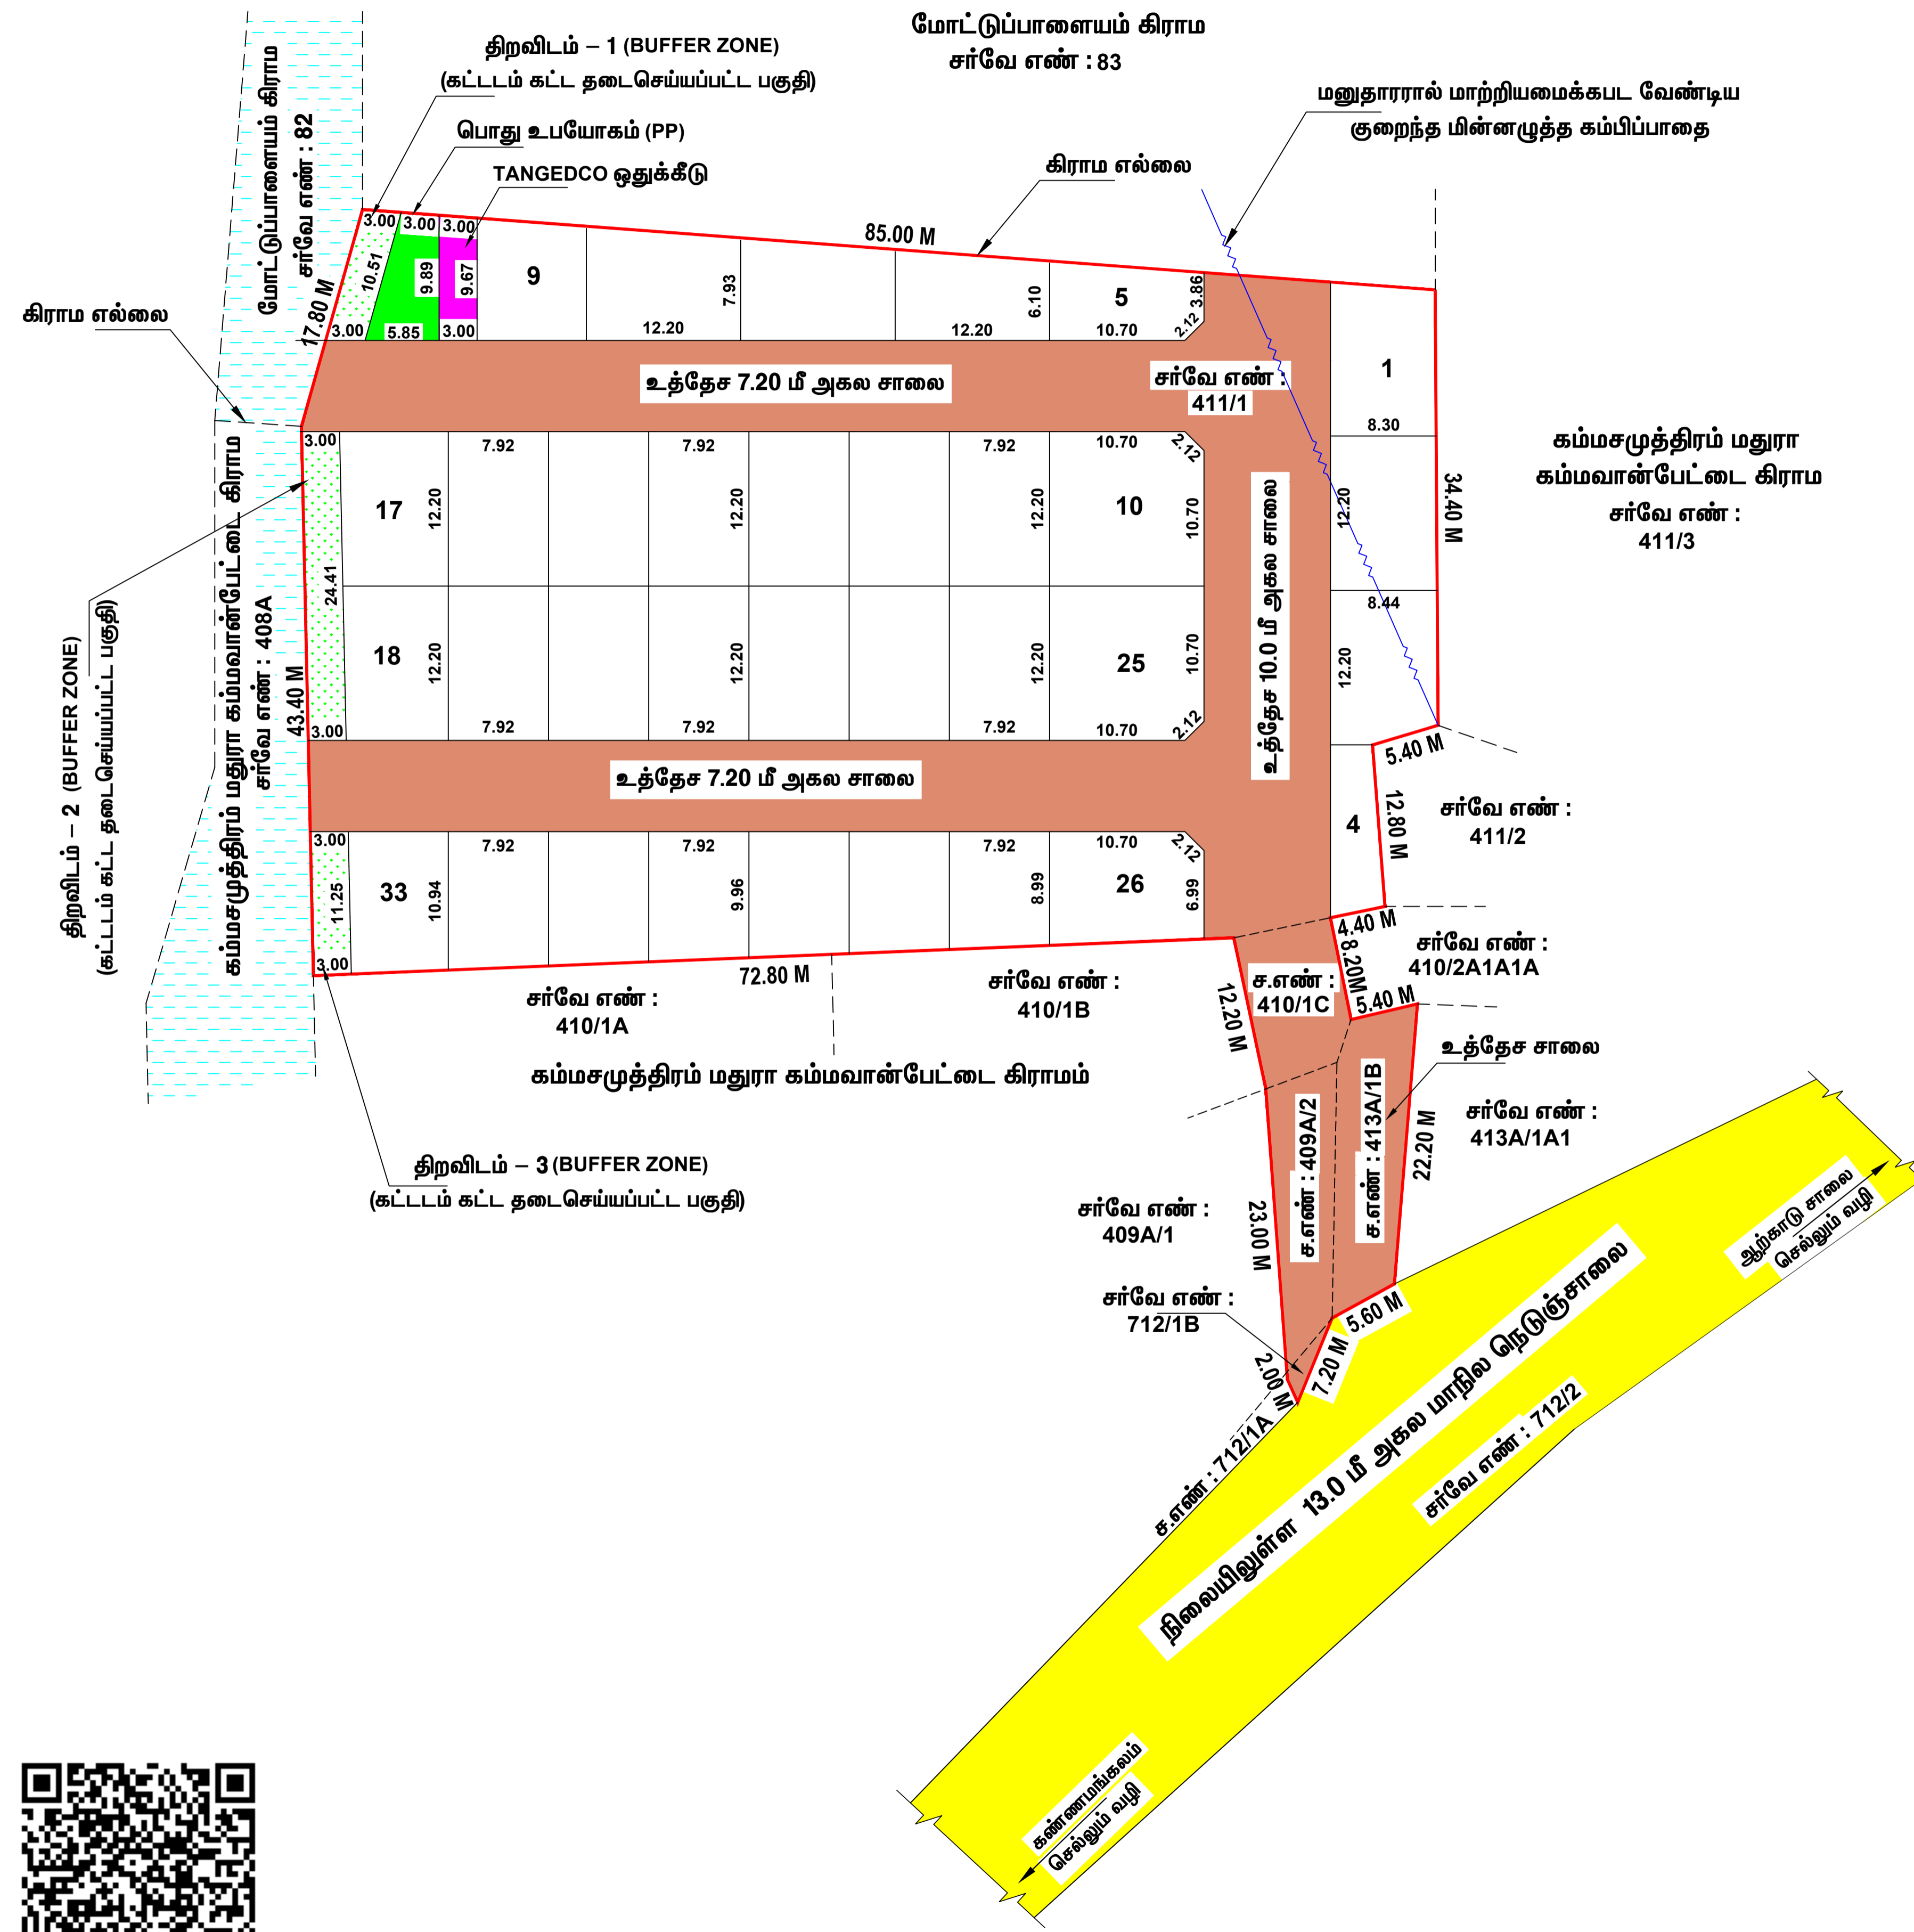 மோட்டுப்பாளையம் கிராம
சர்வே எண் : 83
திறவிடம் – 1 (BUFFER ZONE)
(கட்டடம் கட்ட தடைசெய்யப்பட்ட பகுதி)
பொது உபயோகம் (PP)
TANGEDCO ஒதுக்கீடு
கிராம எல்லை
மனுதாரரால் மாற்றியமைக்கபட வேண்டிய
குறைந்த மின்னழுத்த கம்பிப்பாதை
மோட்டுப்பாளையம் கிராம
சர்வே எண் : 82
கிராம எல்லை
17.80 M
85.00 M
3.00
3.00
3.00
10.51
9.89
9.67
9
7.93
6.10
5
3.86
3.00
5.85
3.00
12.20
12.20
10.70
2.12
உத்தேச 7.20 மீ அகல சாலை
சர்வே எண் :
411/1
1
8.30
34.40 M
கம்மசமுத்திரம் மதுரா
கம்மவான்பேட்டை கிராம
சர்வே எண் :
411/3
3.00
7.92
7.92
7.92
10.70
2.12
17
12.20
12.20
12.20
10
10.70
உத்தேச 10.0 மீ அகல சாலை
12.20
24.41
18
12.20
12.20
12.20
25
10.70
12.20
8.44
3.00
7.92
7.92
7.92
10.70
2.12
5.40 M
திறவிடம் – 2 (BUFFER ZONE)
(கட்டடம் கட்ட தடைசெய்யப்பட்ட பகுதி)
கம்மசமுத்திரம் மதுரா கம்மவான்பேட்டை கிராம
சர்வே எண் : 408A
43.40 M
உத்தேச 7.20 மீ அகல சாலை
4
12.80 M
சர்வே எண் :
411/2
3.00
7.92
7.92
7.92
10.70
2.12
11.25
33
10.94
9.96
8.99
26
6.99
3.00
72.80 M
4.40 M
8.20M
சர்வே எண் :
410/2A1A1A
சர்வே எண் :
410/1A
சர்வே எண் :
410/1B
ச.எண் :
410/1C
12.20 M
5.40 M
கம்மசமுத்திரம் மதுரா கம்மவான்பேட்டை கிராமம்
உத்தேச சாலை
ச.எண் : 409A/2
ச.எண் : 413A/1B
22.20 M
சர்வே எண் :
413A/1A1
திறவிடம் – 3 (BUFFER ZONE)
(கட்டடம் கட்ட தடைசெய்யப்பட்ட பகுதி)
சர்வே எண் :
409A/1
23.00 M
சர்வே எண் :
712/1B
5.60 M
7.20 M
2.00 M
ச.எண் : 712/1A
ஆற்காடு சாலை
செல்லும் வழி
நிலையிலுள்ள 13.0 மீ அகல மாநில நெடுஞ்சாலை
சர்வே எண் : 712/2
கண்ணமங்கலம்
செல்லும் வழி